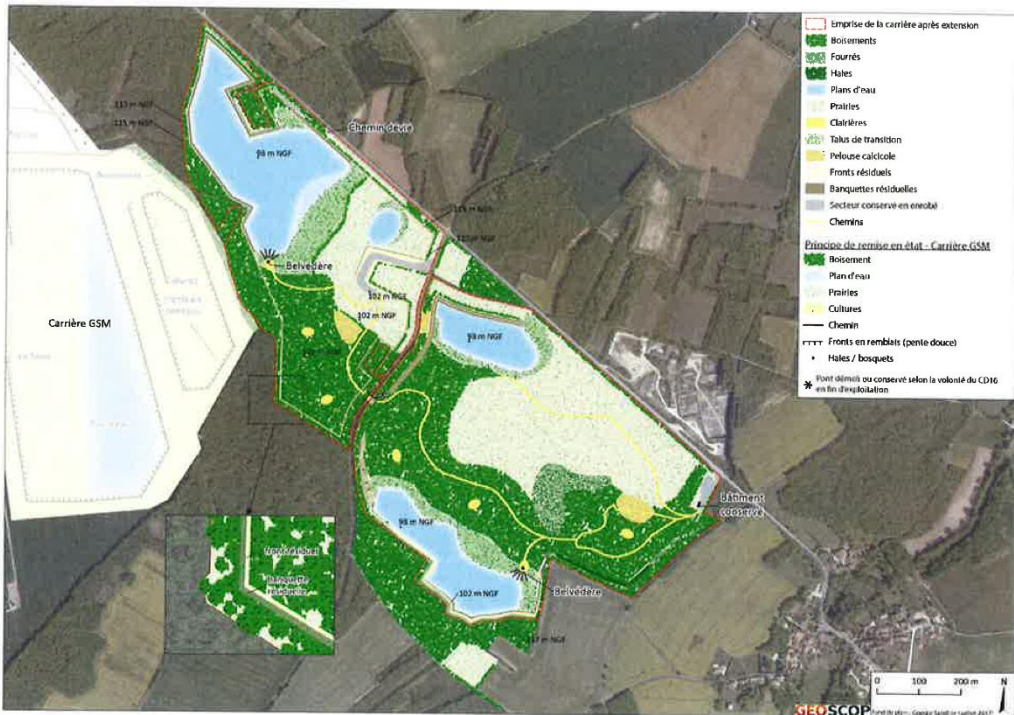 Emprise de la carrière après extension
Boisements
Fourrés
Haies
Plans d'eau
Prairies
Clairières
Talus de transition
Pelouse calcicole
Fronts résiduels
Banquettes résiduelles
Secteur conservé en enrobé
Chemins
Principe de remise en état - Carrière GSM
Boisement
Plan d'eau
Prairies
Cultures
Chemin
Fronts en remblais (pente douce)
Haies / bosquets
Pont démoli ou conservé selon la volonté du CD16
en fin d'exploitation
115 m NGF
Chemin dévié
98 m NGF
Belvédère
102 m NGF
102 m NGF
98 m NGF
Carrière GSM
Bâtiment
conservé
98 m NGF
102 m NGF
Belvédère
Front résiduel
Banquette
résiduelle
0 100 200 m
N
GEOSCOP